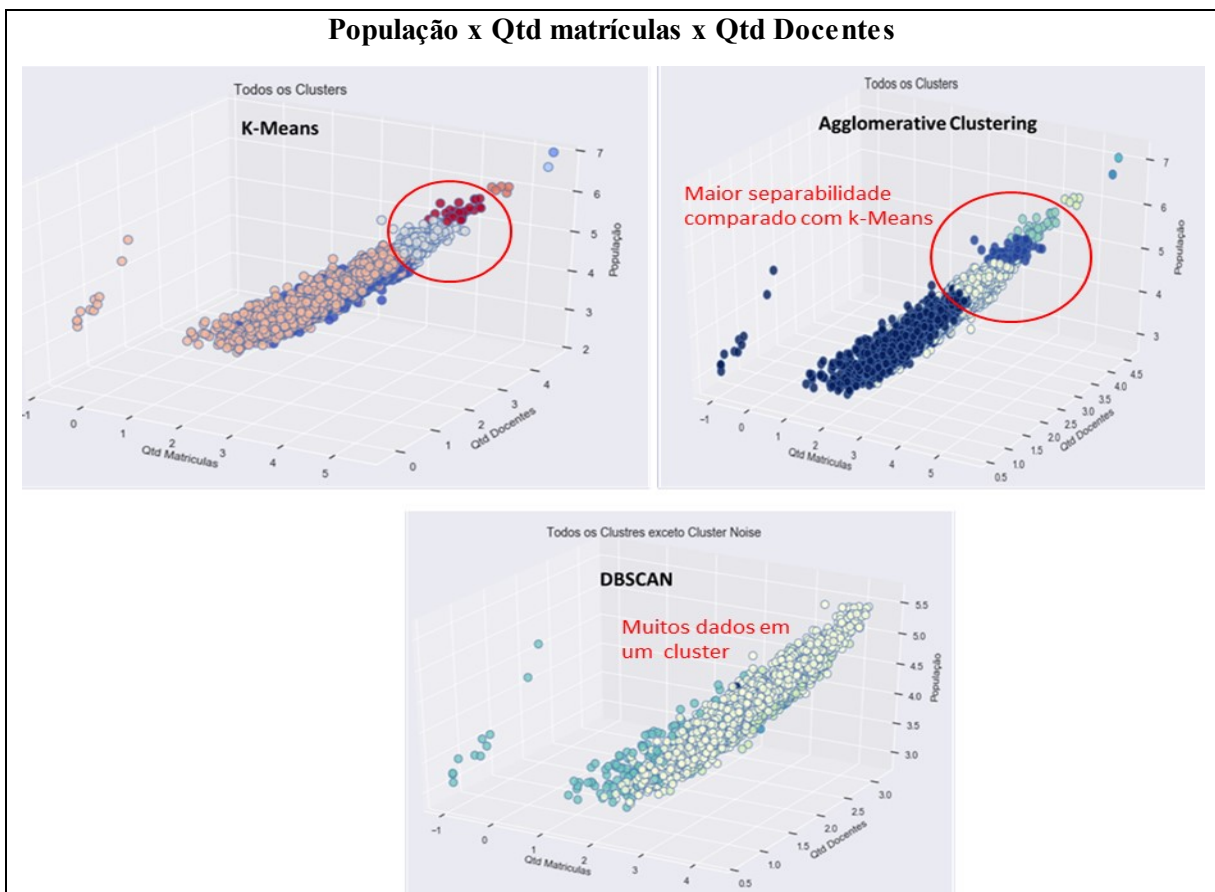 População x Qtd matrículas x Qtd Docentes
Todos os Clusters
K-Means
7
6
5
4
3
2
População
−1
0
1
2
3
4
5
Qtd Matriculas
0
1
2
3
4
Qtd Docentes
Todos os Clusters
Agglomerative Clustering
Maior separabilidade
comparado com k-Means
7
6
5
4
3
População
−1
0
1
2
3
4
5
Qtd Matriculas
0.5
1.0
1.5
2.0
2.5
3.0
3.5
4.0
4.5
Qtd Docentes
Todos os Clustres exceto Cluster Noise
DBSCAN
Muitos dados em
um cluster
5.5
5.0
4.5
4.0
3.5
3.0
População
−1
0
1
2
3
4
Qtd Matriculas
0.5
1.0
1.5
2.0
2.5
3.0
Qtd Docentes